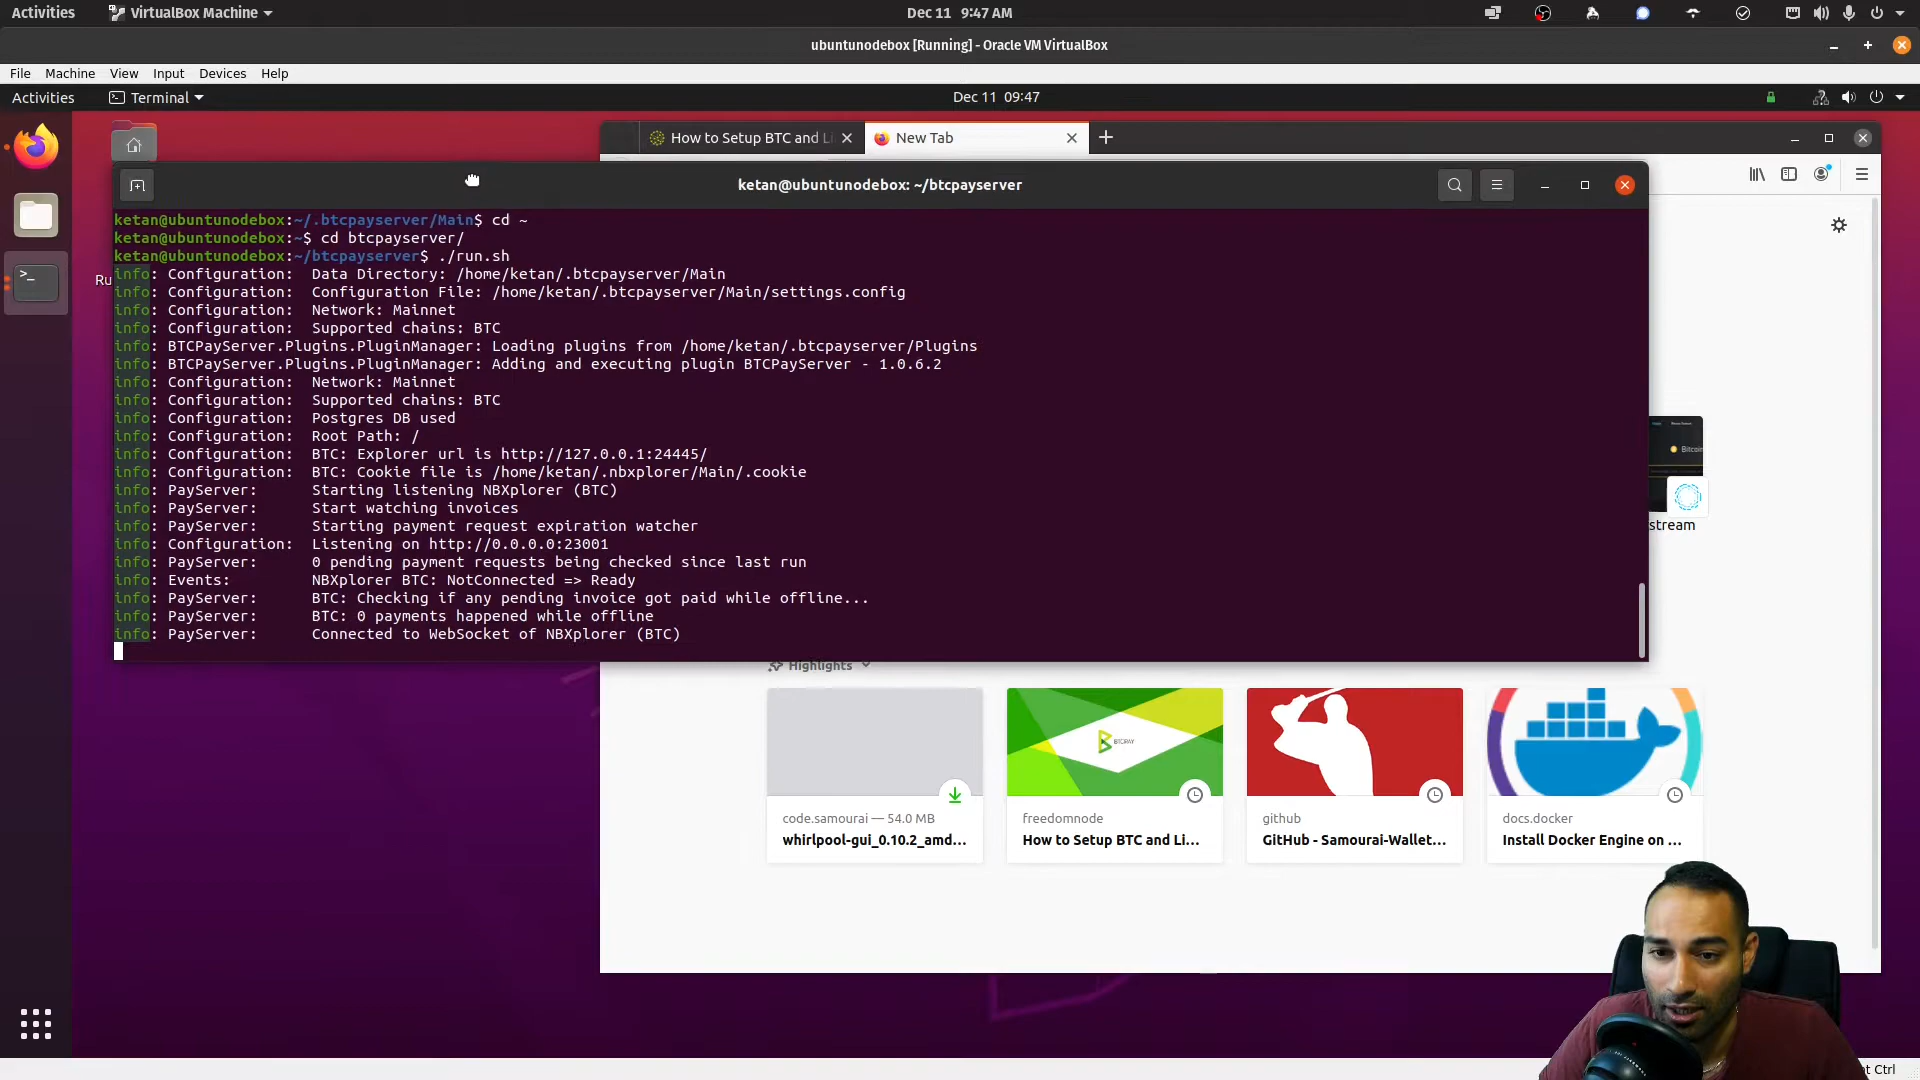 Activities
VirtualBox Machine
Dec 11 9:47 AM
ubuntunodebox [Running] - Oracle VM VirtualBox
File Machine View Input Devices Help
Activities
Terminal
Dec 11 09:47
How to Setup BTC and Li
New Tab
ketan@ubuntunodebox: ~/btcpayserver
ketan@ubuntunodebox:~/.btcpayserver/Main$ cd ~
ketan@ubuntunodebox:~$ cd btcpayserver/
ketan@ubuntunodebox:~/btcpayserver$ ./run.sh
info: Configuration: Data Directory: /home/ketan/.btcpayserver/Main
info: Configuration: Configuration File: /home/ketan/.btcpayserver/Main/settings.config
info: Configuration: Network: Mainnet
info: Configuration: Supported chains: BTC
info: BTCPayServer.Plugins.PluginManager: Loading plugins from /home/ketan/.btcpayserver/Plugins
info: BTCPayServer.Plugins.PluginManager: Adding and executing plugin BTCPayServer - 1.0.6.2
info: Configuration: Network: Mainnet
info: Configuration: Supported chains: BTC
info: Configuration: Postgres DB used
info: Configuration: Root Path: /
info: Configuration: BTC: Explorer url is http://127.0.0.1:24445/
info: Configuration: BTC: Cookie file is /home/ketan/.nbxplorer/Main/.cookie
info: PayServer: Starting listening NBXplorer (BTC)
info: PayServer: Start watching invoices
info: PayServer: Starting payment request expiration watcher
info: Configuration: Listening on http://0.0.0.0:23001
info: PayServer: 0 pending payment requests being checked since last run
info: Events: NBXplorer BTC: NotConnected => Ready
info: PayServer: BTC: Checking if any pending invoice got paid while offline...
info: PayServer: BTC: 0 payments happened while offline
info: PayServer: Connected to WebSocket of NBXplorer (BTC)
Ru
Bitcoin
stream
Highlights
BTCPAY
code.samourai — 54.0 MB
whirlpool-gui_0.10.2_amd...
freedomnode
How to Setup BTC and Li...
github
GitHub - Samourai-Wallet...
docs.docker
Install Docker Engine on ...
Ctrl